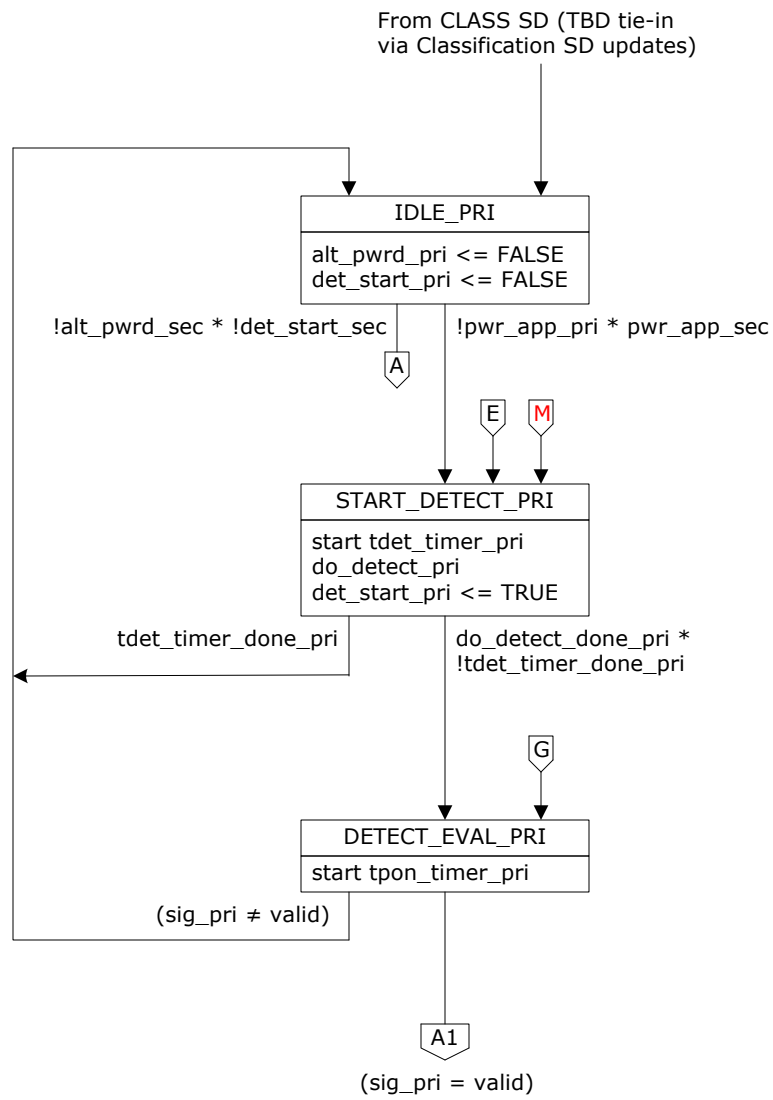 From CLASS SD (TBD tie-in
via Classification SD updates)
IDLE_PRI
alt_pwrd_pri <= FALSE
det_start_pri <= FALSE
!alt_pwrd_sec * !det_start_sec
!pwr_app_pri * pwr_app_sec
A
E
M
START_DETECT_PRI
start tdet_timer_pri
do_detect_pri
det_start_pri <= TRUE
tdet_timer_done_pri
do_detect_done_pri *
!tdet_timer_done_pri
G
DETECT_EVAL_PRI
start tpon_timer_pri
(sig_pri ≠ valid)
A1
(sig_pri = valid)